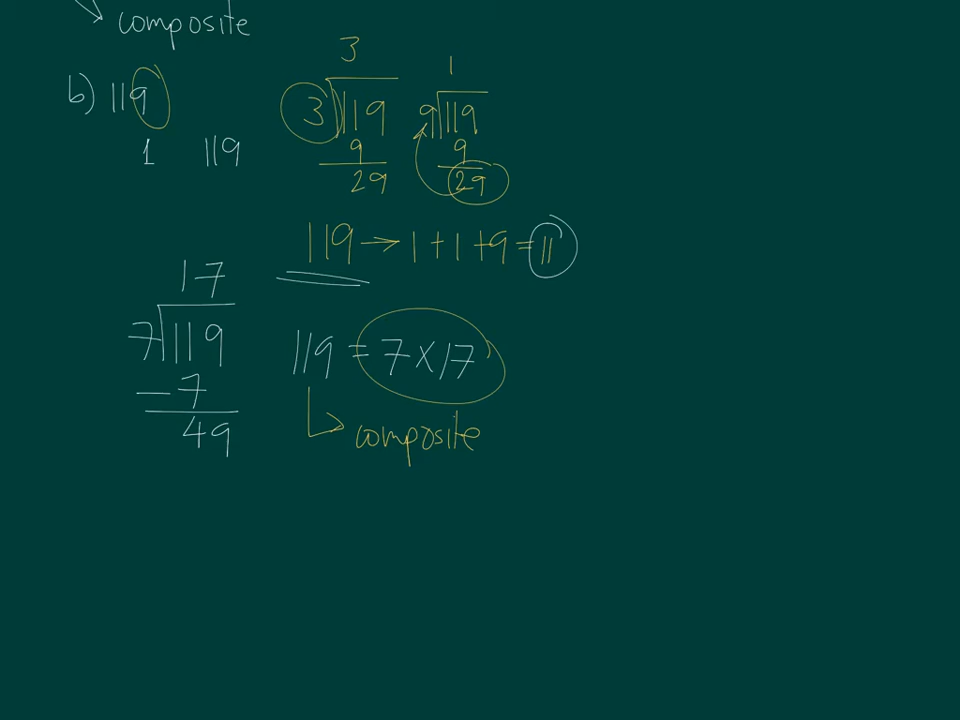 composite
b) 119
1 119
3
3 119
9
29
1
9 119
9
29
119 → 1 + 1 + 9 = 11
17
7 119
- 7
49
119 = 7 × 17
composite